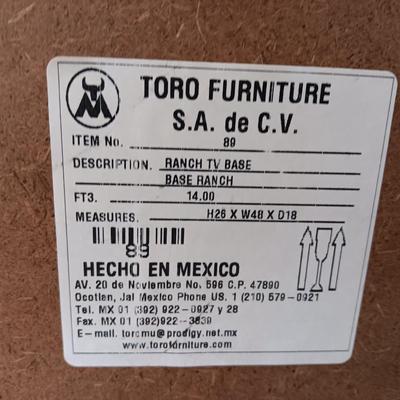 TORO FURNITURE
S.A. de C.V.
ITEM No. 89
DESCRIPTION. RANCH TV BASE
BASE RANCH
FT3. 14.00
MEASURES. H26 X W48 X D18
89
HECHO EN MEXICO
AV. 20 de Noviembre No. 596 C.P. 47890
Ocotlan, Jal Mexico Phone US. 1 (210) 579-0921
Tel. MX 01 (392) 922-0927 y 28
Fax. MX 01 (392)922-3839
E-mail. toromu@prodigy.net.mx
www.torofurniture.com